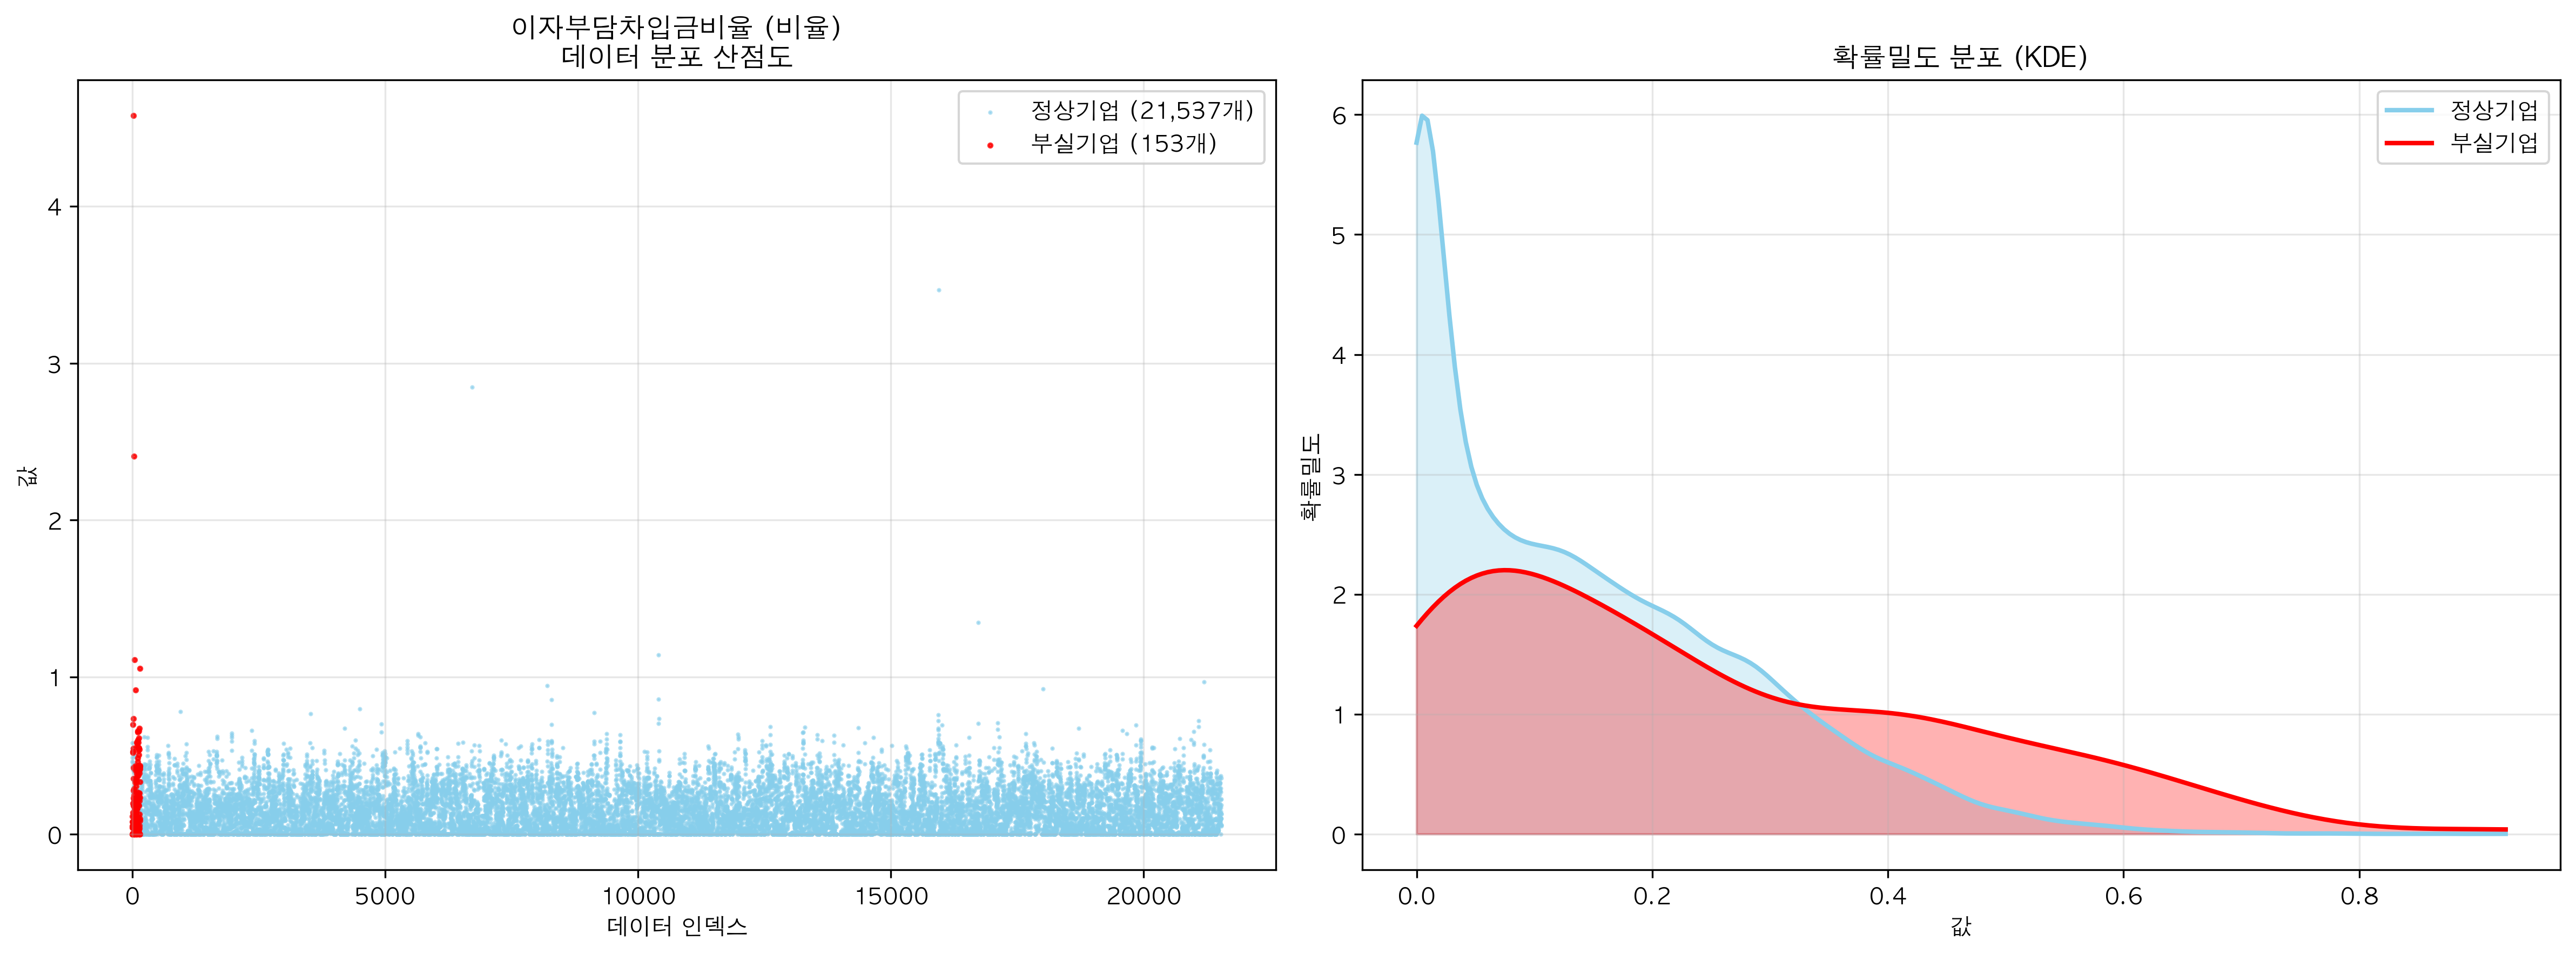 이자부담차입금비율 (비율)
데이터 분포 산점도
정상기업 (21,537개)
부실기업 (153개)
값
4
3
2
1
0
0
5000
10000
15000
20000
데이터 인덱스
확률밀도 분포 (KDE)
정상기업
부실기업
확률밀도
6
5
4
3
2
1
0
0.0
0.2
0.4
0.6
0.8
값